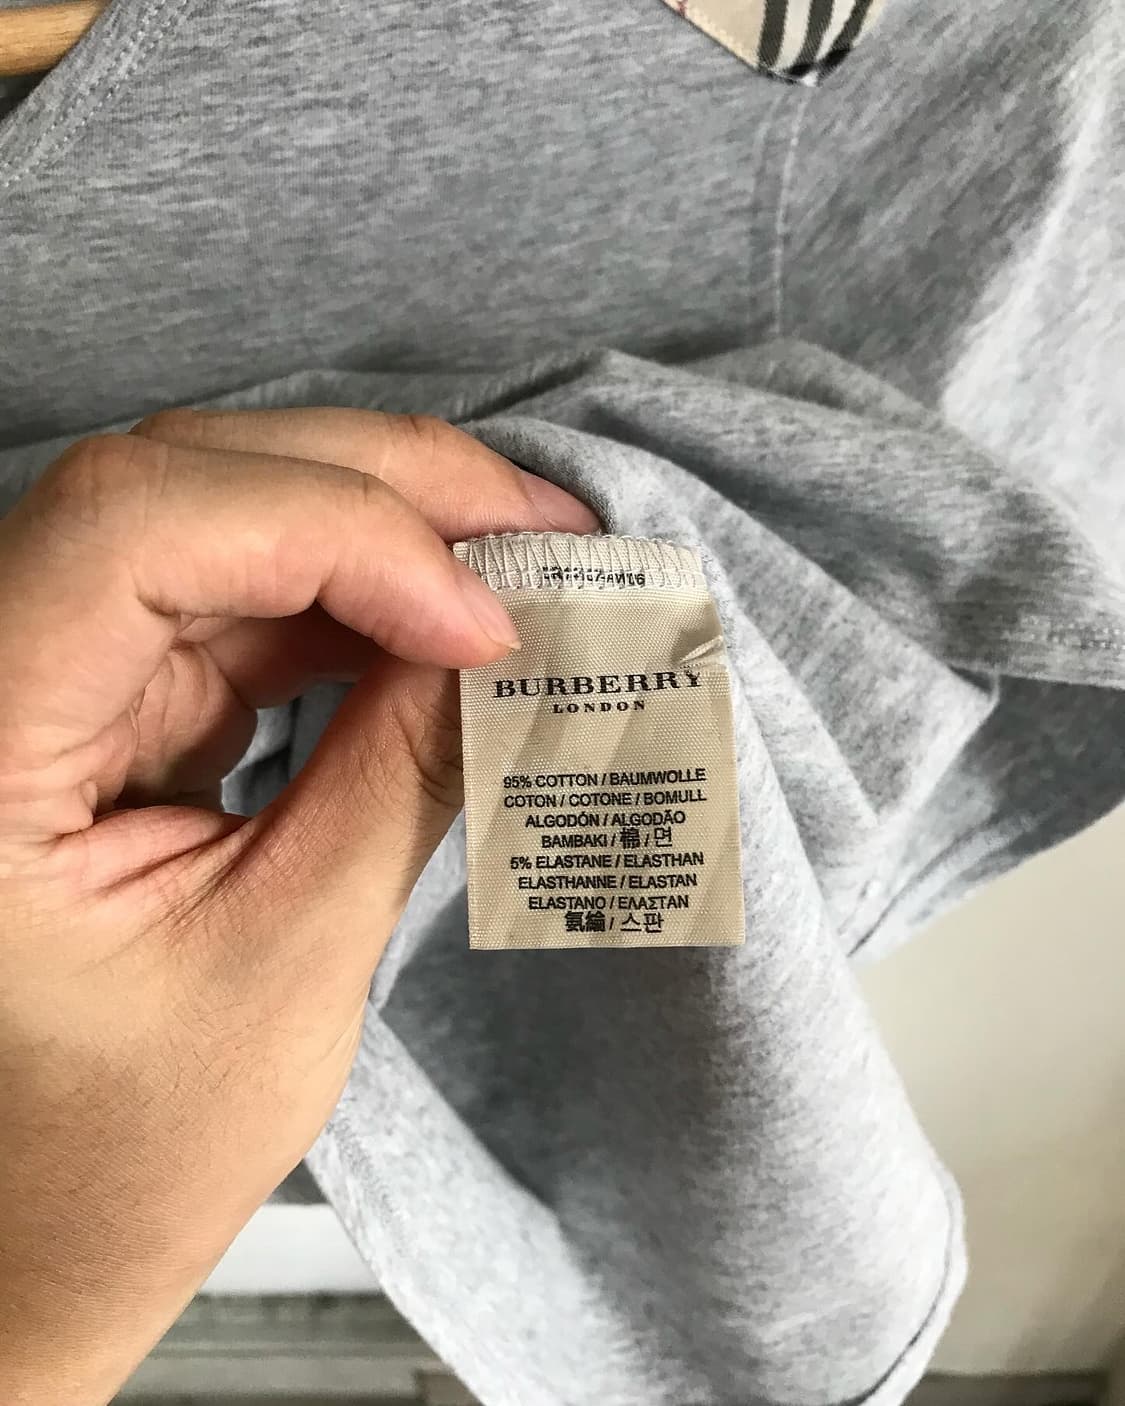 BURBERRY
LONDON
95% COTTON / BAUMWOLLE
COTON / COTONE / BOMULL
ALGODÓN / ALGODÃO
BAMBAKI / 棉 / 면
5% ELASTANE / ELASTHAN
ELASTHANNE / ELASTAN
ELASTANO / ΕΛΑΣΤΑΝ
氨綸 / 스판